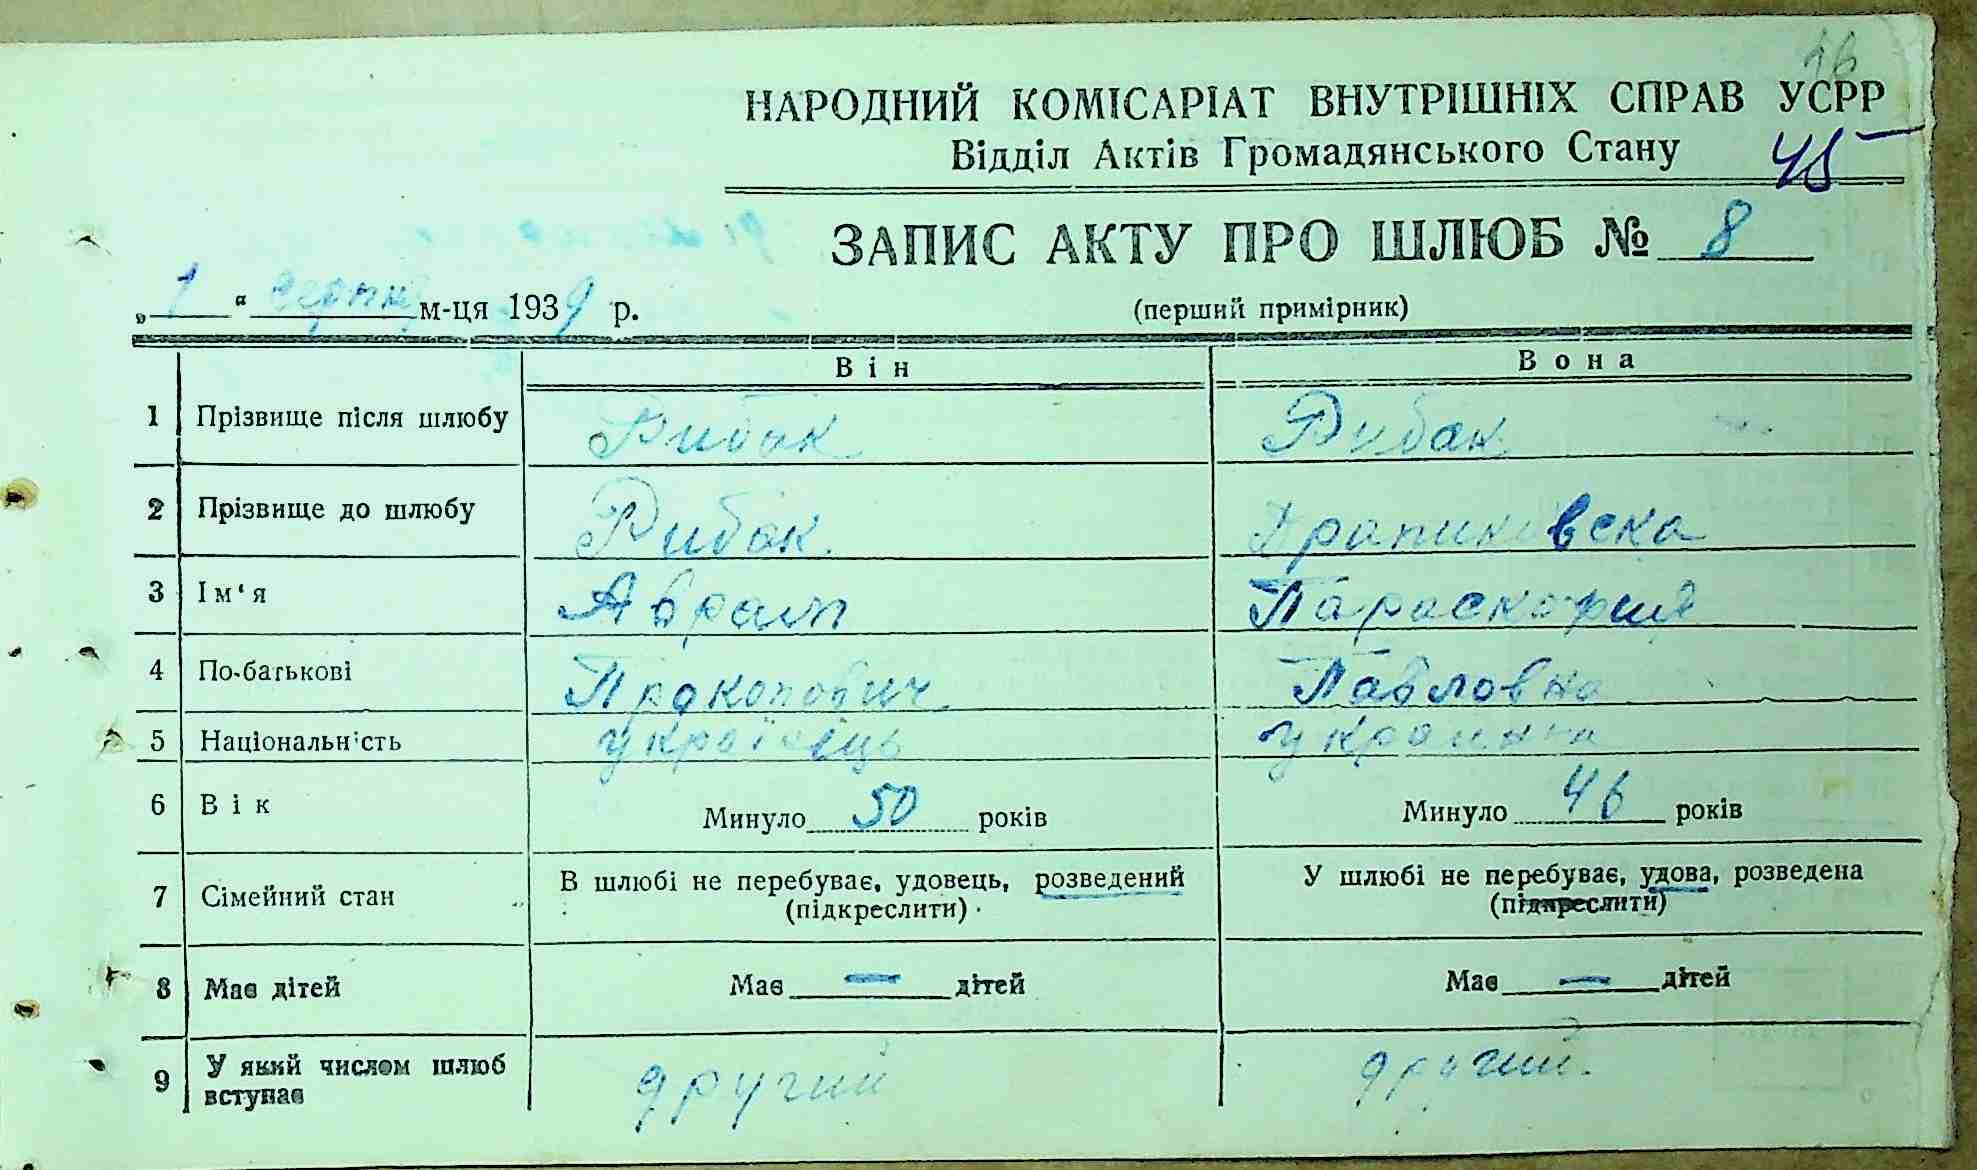 16
НАРОДНИЙ КОМІСАРІАТ ВНУТРІШНІХ СПРАВ УСРР
Відділ Актів Громадянського Стану 45
ЗАПИС АКТУ ПРО ШЛЮБ № 8
„ 1 “ серпня м-ця 1939 р. (перший примірник)
Він Вона
1 Прізвище після шлюбу Рибак Рибак
2 Прізвище до шлюбу Рибак.
3 Ім‘я Аврам Параскофия
4 По-батькові Прокопович Павловна
5 Національність українець украинка
6 Вік Минуло 50 років Минуло 46 років
7 Сімейний стан В шлюбі не перебуває, удовець, розведений (підкреслити) У шлюбі не перебуває, удова, розведена (підкреслити)
8 Має дітей Має — дітей Має — дітей
9 У який числом шлюб вступає другий другий.